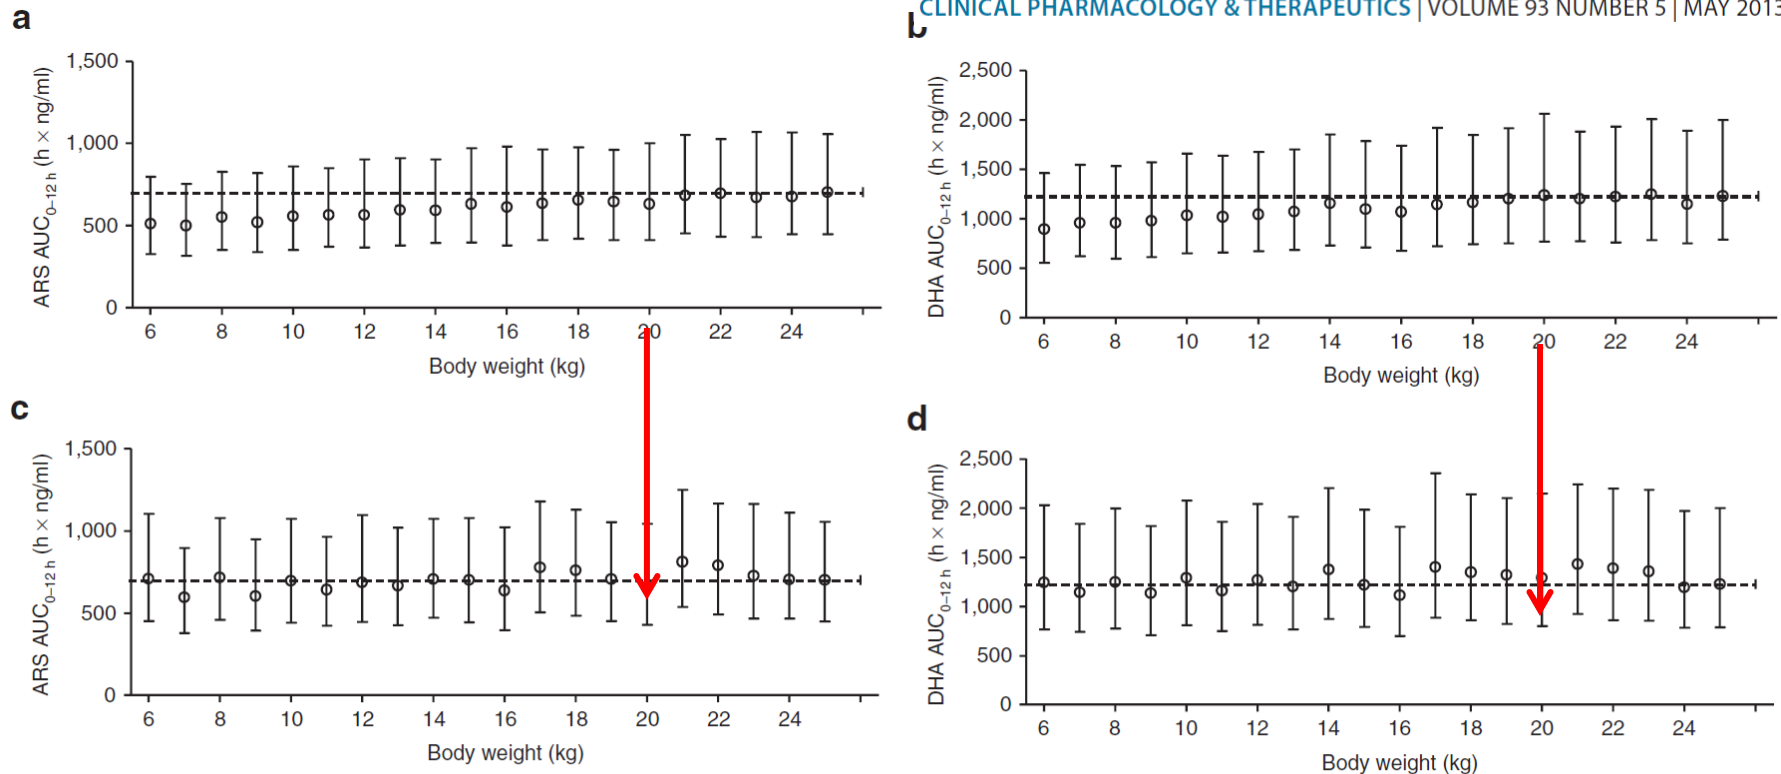 CLINICAL PHARMACOLOGY & THERAPEUTICS | VOLUME 93 NUMBER 5 | MAY 2013
a
ARS AUC0–12 h (h × ng/ml)
1,500
1,000
500
0
6 8 10 12 14 16 18 20 22 24
Body weight (kg)
b
DHA AUC0–12 h (h × ng/ml)
2,500
2,000
1,500
1,000
500
0
6 8 10 12 14 16 18 20 22 24
Body weight (kg)
c
ARS AUC0–12 h (h × ng/ml)
1,500
1,000
500
0
6 8 10 12 14 16 18 20 22 24
Body weight (kg)
d
DHA AUC0–12 h (h × ng/ml)
2,500
2,000
1,500
1,000
500
0
6 8 10 12 14 16 18 20 22 24
Body weight (kg)